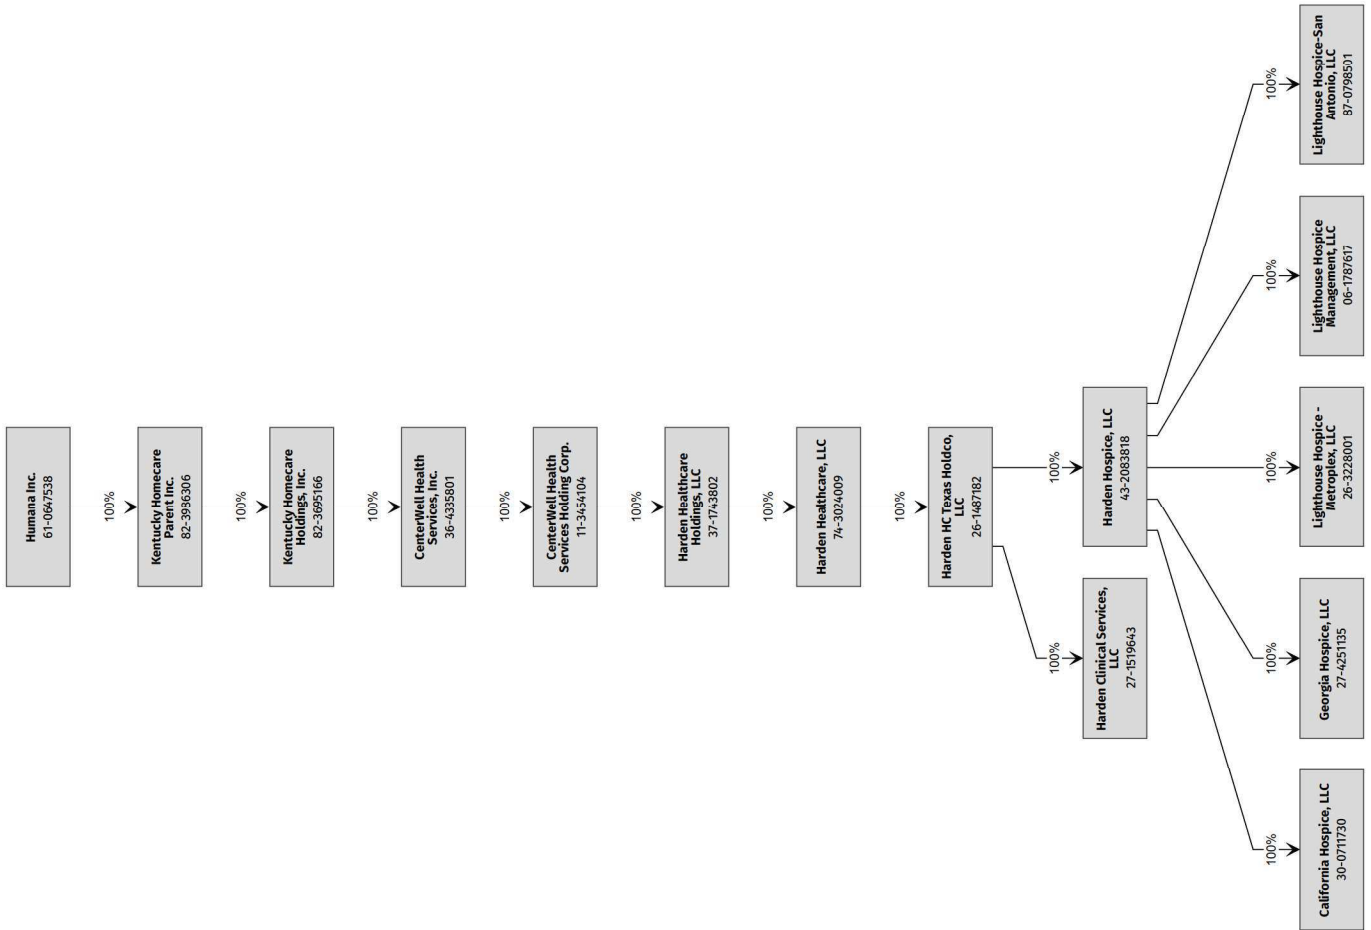 Humana Inc.
61-0647538
100%
Kentucky Homecare
Parent Inc.
82-3936306
100%
Kentucky Homecare
Holdings, Inc.
82-3695166
100%
CenterWell Health
Services, Inc.
36-4335801
100%
CenterWell Health
Services Holding Corp.
11-3454104
100%
Harden Healthcare
Holdings, LLC
37-1743802
100%
Harden Healthcare, LLC
74-3024009
100%
Harden HC Texas Holdco,
LLC
26-1487182
100%
Harden Clinical Services,
LLC
27-1519643
100%
Harden Hospice, LLC
43-2083818
100%
California Hospice, LLC
30-0711730
100%
Georgia Hospice, LLC
27-4251135
100%
Lighthouse Hospice -
Metroplex, LLC
26-3228001
100%
Lighthouse Hospice
Management, LLC
06-1787617
100%
Lighthouse Hospice-San
Antonio, LLC
87-0798501